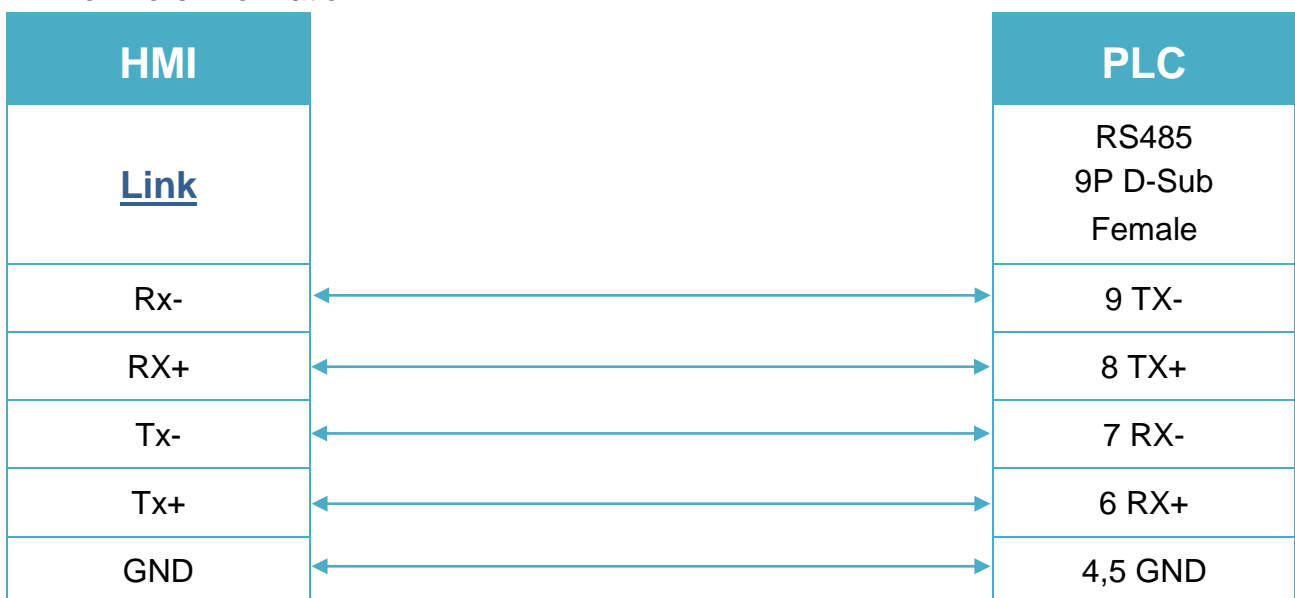 HMI
PLC
Link
RS485
9P D-Sub
Female
Rx-
9 TX-
RX+
8 TX+
Tx-
7 RX-
Tx+
6 RX+
GND
4,5 GND